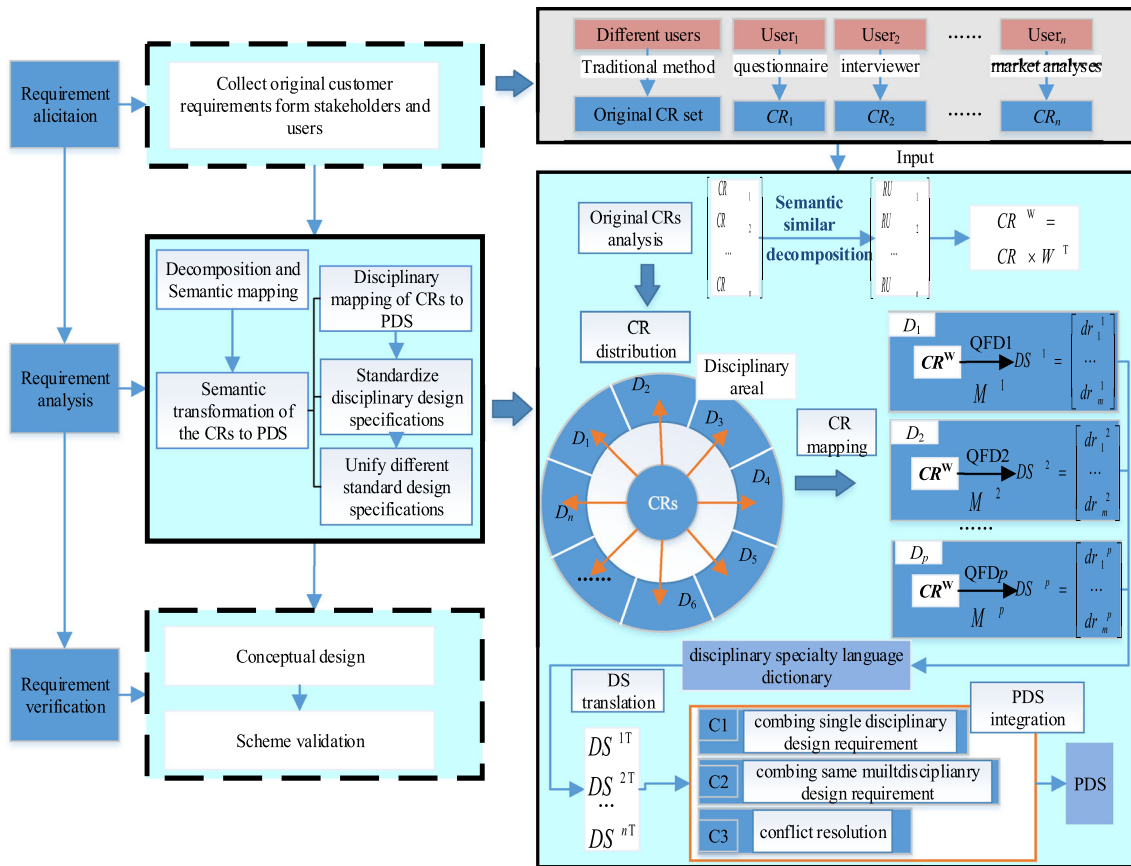 Requirement
alicitaion
Collect original customer
requirements form stakeholders and
users
Different users
User1
User2
......
Usern
Traditional method
questionnaire
interviewer
market analyses
Original CR set
CR1
CR2
......
CRn
Input
Requirement
analysis
Decomposition and
Semantic mapping
Semantic
transformation of
the CRs to PDS
Disciplinary
mapping of CRs to
PDS
Standardize
disciplinary design
specifications
Unify different
standard design
specifications
Original CRs
analysis
CR 1
CR 2
...
CR n
Semantic
similar
decomposition
RU 1
RU 2
...
RU n
CR W =
CR × W T
CR
distribution
Disciplinary
areal
D1
D2
D3
D4
D5
D6
......
Dn
CRs
CR
mapping
D1
CRW
QFD1
M 1
DS 1 =
dr 1 1
...
dr m 1
D2
CRW
QFD2
M 2
DS 2 =
dr 1 2
...
dr m 2
......
Dp
CRW
QFDp
M p
DS p =
dr 1 p
...
dr m p
Requirement
verification
Conceptual design
Scheme validation
disciplinary specialty language
dictionary
DS
translation
DS 1T
DS 2T
...
DS nT
PDS
integration
C1
combing single disciplinary
design requirement
C2
combing same muiltdisciplianry
design requirement
C3
conflict resolution
PDS